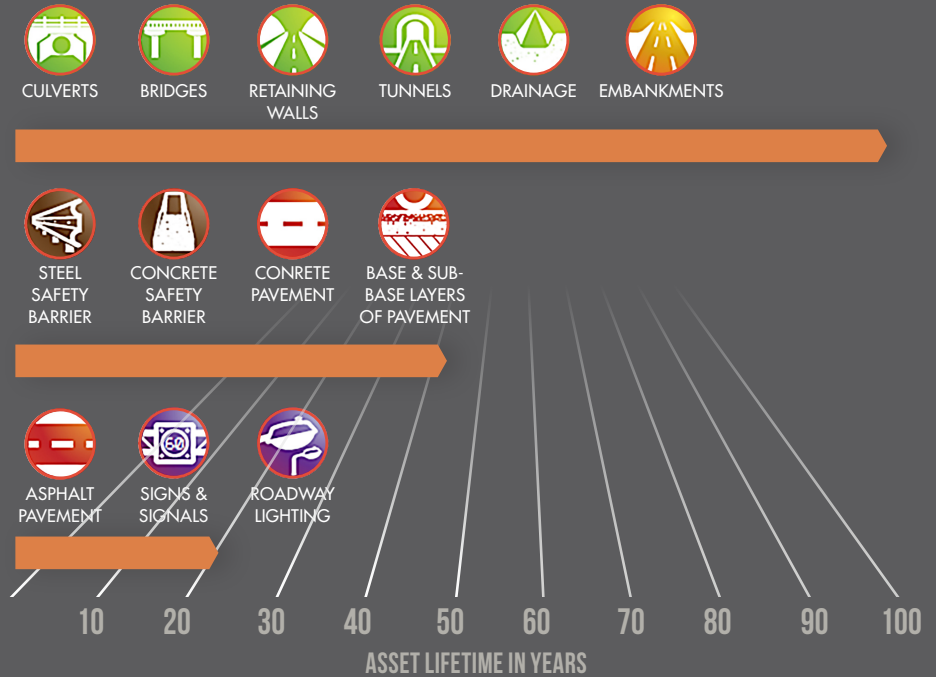 CULVERTS
BRIDGES
RETAINING
WALLS
TUNNELS
DRAINAGE
EMBANKMENTS
STEEL
SAFETY
BARRIER
CONCRETE
SAFETY
BARRIER
CONRETE
PAVEMENT
BASE & SUB-
BASE LAYERS
OF PAVEMENT
60
ASPHALT
PAVEMENT
SIGNS &
SIGNALS
ROADWAY
LIGHTING
10 20 30 40 50 60 70 80 90 100
ASSET LIFETIME IN YEARS